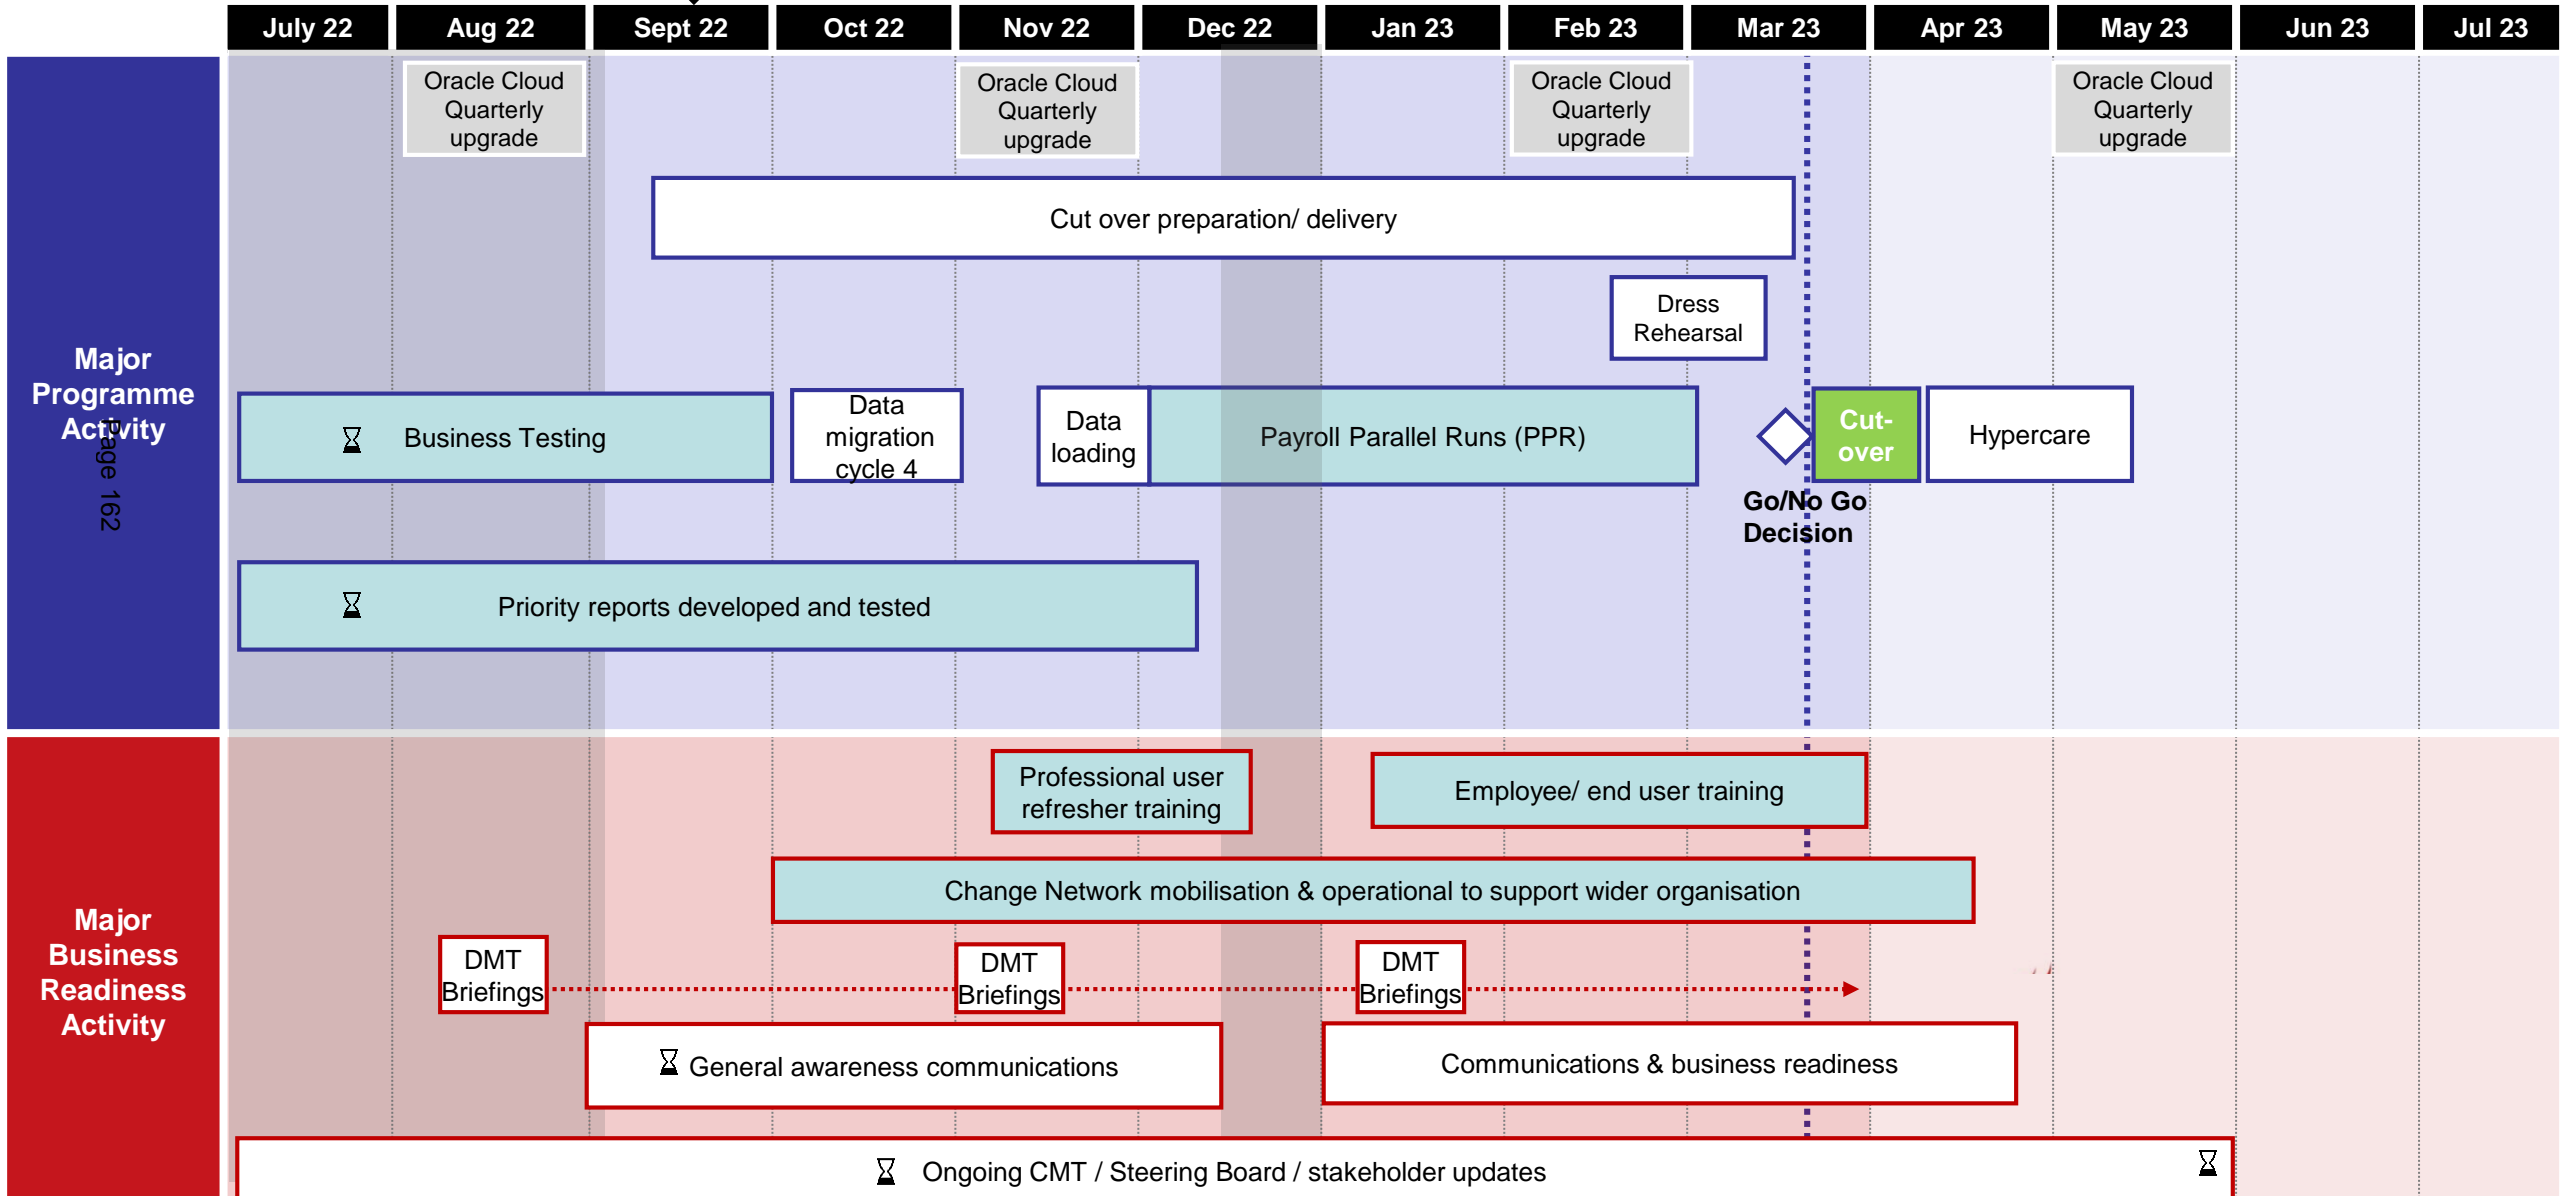 July 22
Aug 22
Sept 22
Oct 22
Nov 22
Dec 22
Jan 23
Feb 23
Mar 23
Apr 23
May 23
Jun 23
Jul 23
Major
Programme
Activity
Page 162
Oracle Cloud
Quarterly
upgrade
Oracle Cloud
Quarterly
upgrade
Oracle Cloud
Quarterly
upgrade
Oracle Cloud
Quarterly
upgrade
Cut over preparation/ delivery
Dress
Rehearsal
Business Testing
Data
migration
cycle 4
Data
loading
Payroll Parallel Runs (PPR)
Cut-
over
Hypercare
Go/No Go
Decision
Priority reports developed and tested
Major
Business
Readiness
Activity
Professional user
refresher training
Employee/ end user training
Change Network mobilisation & operational to support wider organisation
DMT
Briefings
DMT
Briefings
DMT
Briefings
General awareness communications
Communications & business readiness
Ongoing CMT / Steering Board / stakeholder updates